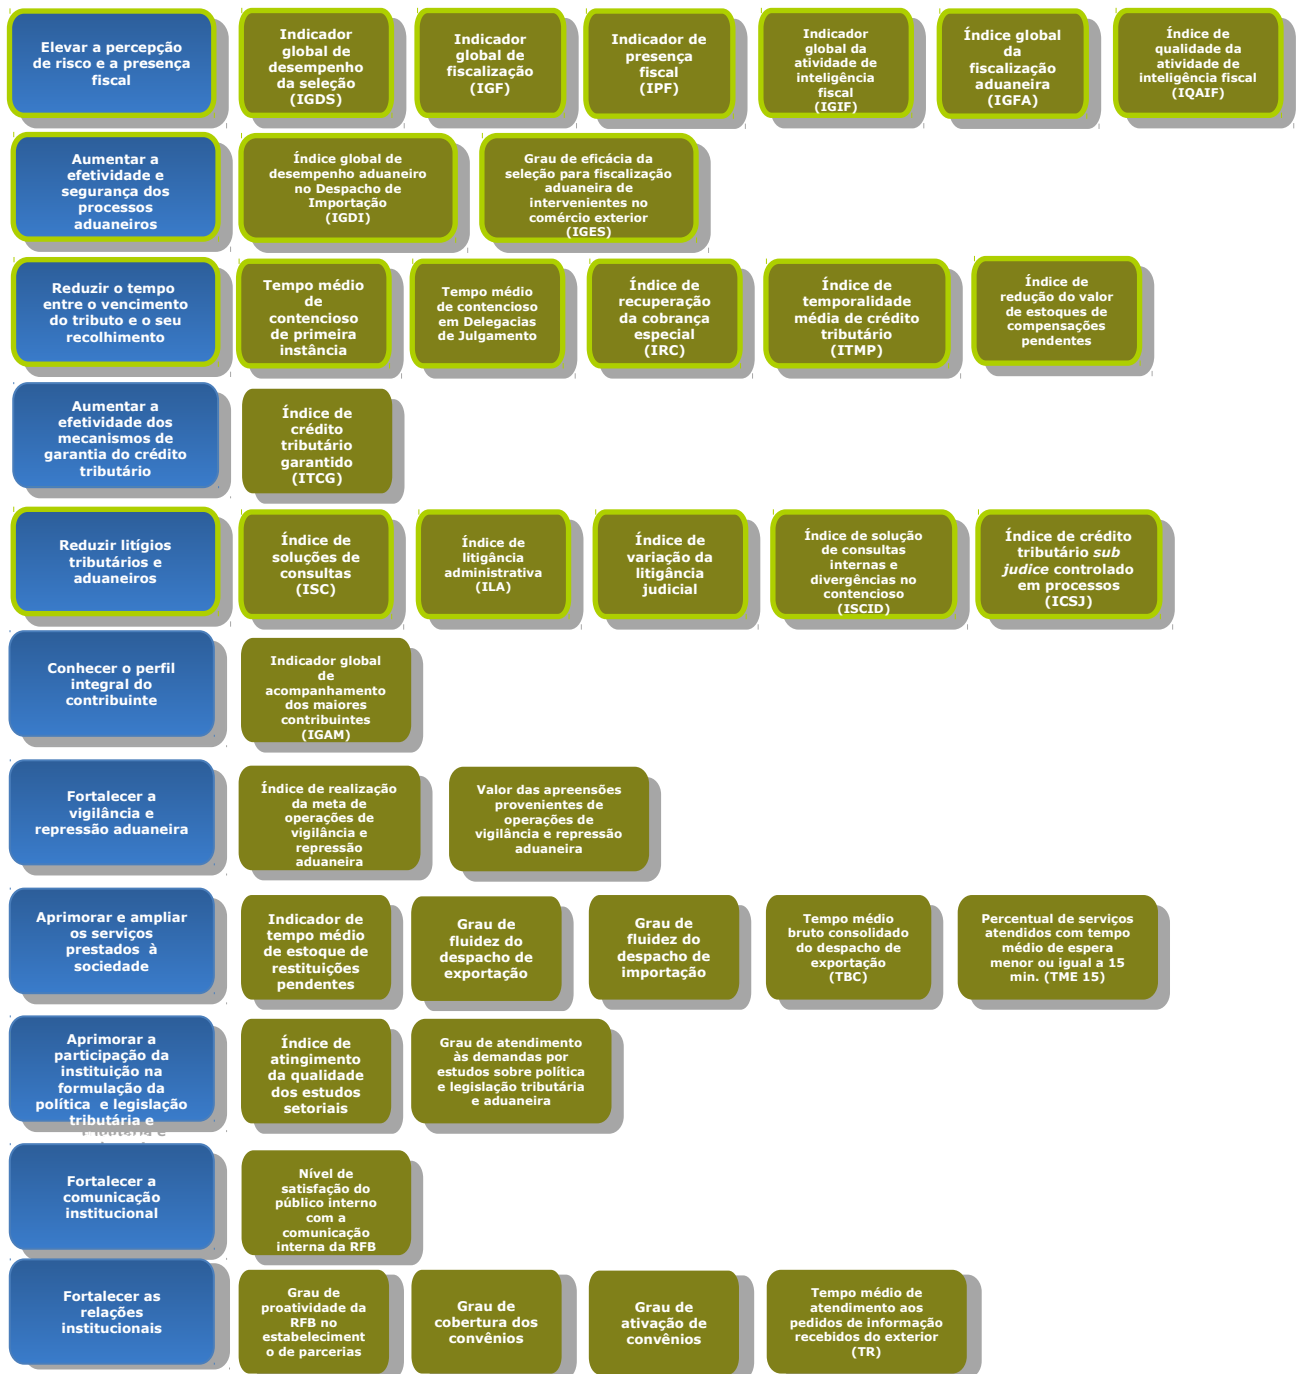 Elevar a percepção
de risco e a presença
fiscal
Indicador
global de
desempenho
da seleção
(IGDS)
Indicador
global de
fiscalização
(IGF)
Indicador de
presença
fiscal
(IPF)
Indicador
global da
atividade de
inteligência
fiscal
(IGIF)
Índice global
da
fiscalização
aduaneira
(IGFA)
Índice de
qualidade da
atividade de
inteligência fiscal
(IQAIF)
Aumentar a
efetividade e
segurança dos
processos
aduaneiros
Índice global de
desempenho aduaneiro
no Despacho de
Importação
(IGDI)
Grau de eficácia da
seleção para fiscalização
aduaneira de
intervenientes no
comércio exterior
(IGES)
Reduzir o tempo
entre o vencimento
do tributo e o seu
recolhimento
Tempo médio
de
contencioso
de primeira
instância
Tempo médio
de contencioso
em Delegacias
de Julgamento
Índice de
recuperação
da cobrança
especial
(IRC)
Índice de
temporalidade
média de crédito
tributário
(ITMP)
Índice de
redução do valor
de estoques de
compensações
pendentes
Aumentar a
efetividade dos
mecanismos de
garantia do crédito
tributário
Índice de
crédito
tributário
garantido
(ITCG)
Reduzir litígios
tributários e
aduaneiros
Índice de
soluções de
consultas
(ISC)
Índice de
litigância
administrativa
(ILA)
Índice de
variação da
litigância
judicial
Índice de solução
de consultas
internas e
divergências no
contencioso
(ISCID)
Índice de crédito
tributário sub
judice controlado
em processos
(ICSJ)
Conhecer o perfil
integral do
contribuinte
Indicador global
de
acompanhamento
dos maiores
contribuintes
(IGAM)
Fortalecer a
vigilância e
repressão aduaneira
Índice de realização
da meta de
operações de
vigilância e
repressão
aduaneira
Valor das apreensões
provenientes de
operações de
vigilância e repressão
aduaneira
Aprimorar e ampliar
os serviços
prestados à
sociedade
Indicador de
tempo médio
de estoque de
restituições
pendentes
Grau de
fluidez do
despacho de
exportação
Grau de
fluidez do
despacho de
importação
Tempo médio
bruto consolidado
do despacho de
exportação
(TBC)
Percentual de serviços
atendidos com tempo
médio de espera
menor ou igual a 15
min. (TME 15)
Aprimorar a
participação da
instituição na
formulação da
política e legislação
tributária e
Índice de
atingimento
da qualidade
dos estudos
setoriais
Grau de atendimento
às demandas por
estudos sobre política
e legislação tributária
e aduaneira
Fortalecer a
comunicação
institucional
Nível de
satisfação do
público interno
com a
comunicação
interna da RFB
Fortalecer as
relações
institucionais
Grau de
proatividade da
RFB no
estabeleciment
o de parcerias
Grau de
cobertura dos
convênios
Grau de
ativação de
convênios
Tempo médio de
atendimento aos
pedidos de informação
recebidos do exterior
(TR)